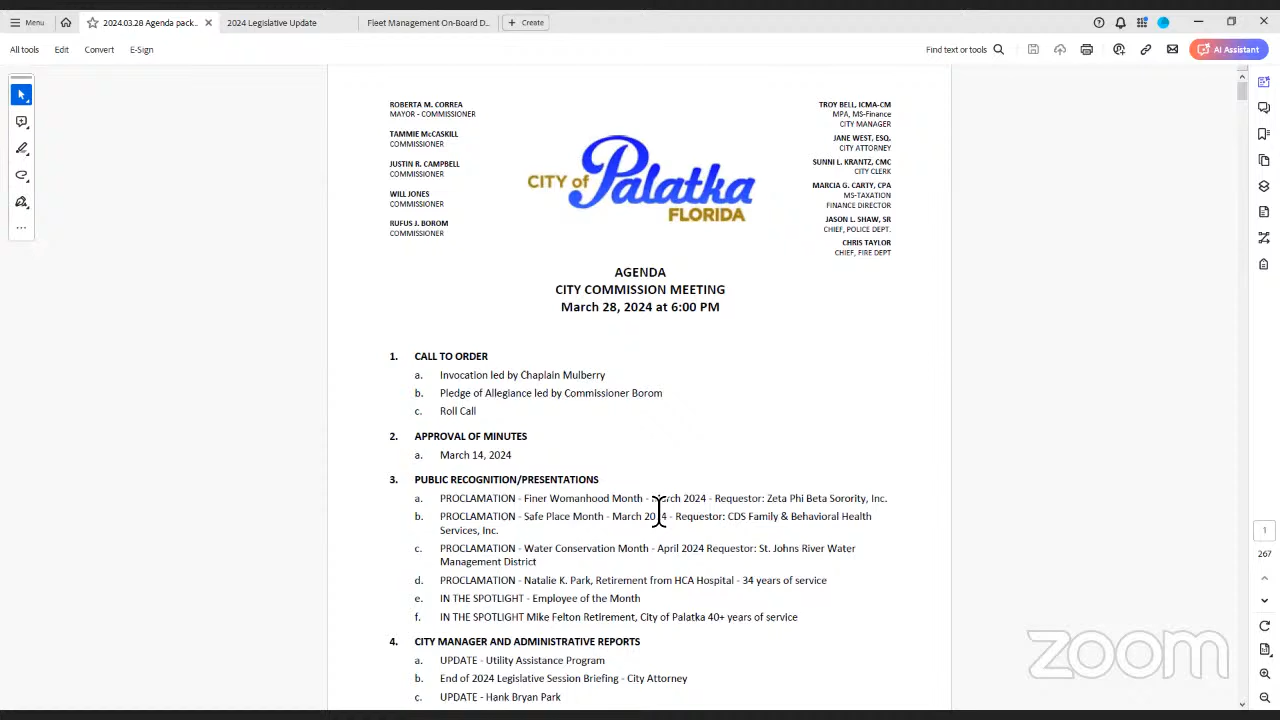 Menu
2024.03.28 Agenda pack...
2024 Legislative Update
Fleet Management On-Board D...
+ Create
All tools
Edit
Convert
E-Sign
Find text or tools
AI Assistant
ROBERTA M. CORREA
MAYOR - COMMISSIONER
TAMMIE McCASKILL
COMMISSIONER
JUSTIN R. CAMPBELL
COMMISSIONER
WILL JONES
COMMISSIONER
RUFUS J. BOROM
COMMISSIONER
CITY of Palatka
FLORIDA
TROY BELL, ICMA-CM
MPA, MS-Finance
CITY MANAGER
JANE WEST, ESQ.
CITY ATTORNEY
SUNNI L. KRANTZ, CMC
CITY CLERK
MARCIA G. CARTY, CPA
MS-TAXATION
FINANCE DIRECTOR
JASON L. SHAW, SR
CHIEF, POLICE DEPT.
CHRIS TAYLOR
CHIEF, FIRE DEPT
AGENDA
CITY COMMISSION MEETING
March 28, 2024 at 6:00 PM
1. CALL TO ORDER
a. Invocation led by Chaplain Mulberry
b. Pledge of Allegiance led by Commissioner Borom
c. Roll Call
2. APPROVAL OF MINUTES
a. March 14, 2024
3. PUBLIC RECOGNITION/PRESENTATIONS
a. PROCLAMATION - Finer Womanhood Month - March 2024 - Requestor: Zeta Phi Beta Sorority, Inc.
b. PROCLAMATION - Safe Place Month - March 2024 - Requestor: CDS Family & Behavioral Health
Services, Inc.
c. PROCLAMATION - Water Conservation Month - April 2024 Requestor: St. Johns River Water
Management District
d. PROCLAMATION - Natalie K. Park, Retirement from HCA Hospital - 34 years of service
e. IN THE SPOTLIGHT - Employee of the Month
f. IN THE SPOTLIGHT Mike Felton Retirement, City of Palatka 40+ years of service
4. CITY MANAGER AND ADMINISTRATIVE REPORTS
a. UPDATE - Utility Assistance Program
b. End of 2024 Legislative Session Briefing - City Attorney
c. UPDATE - Hank Bryan Park
1
267
zoom